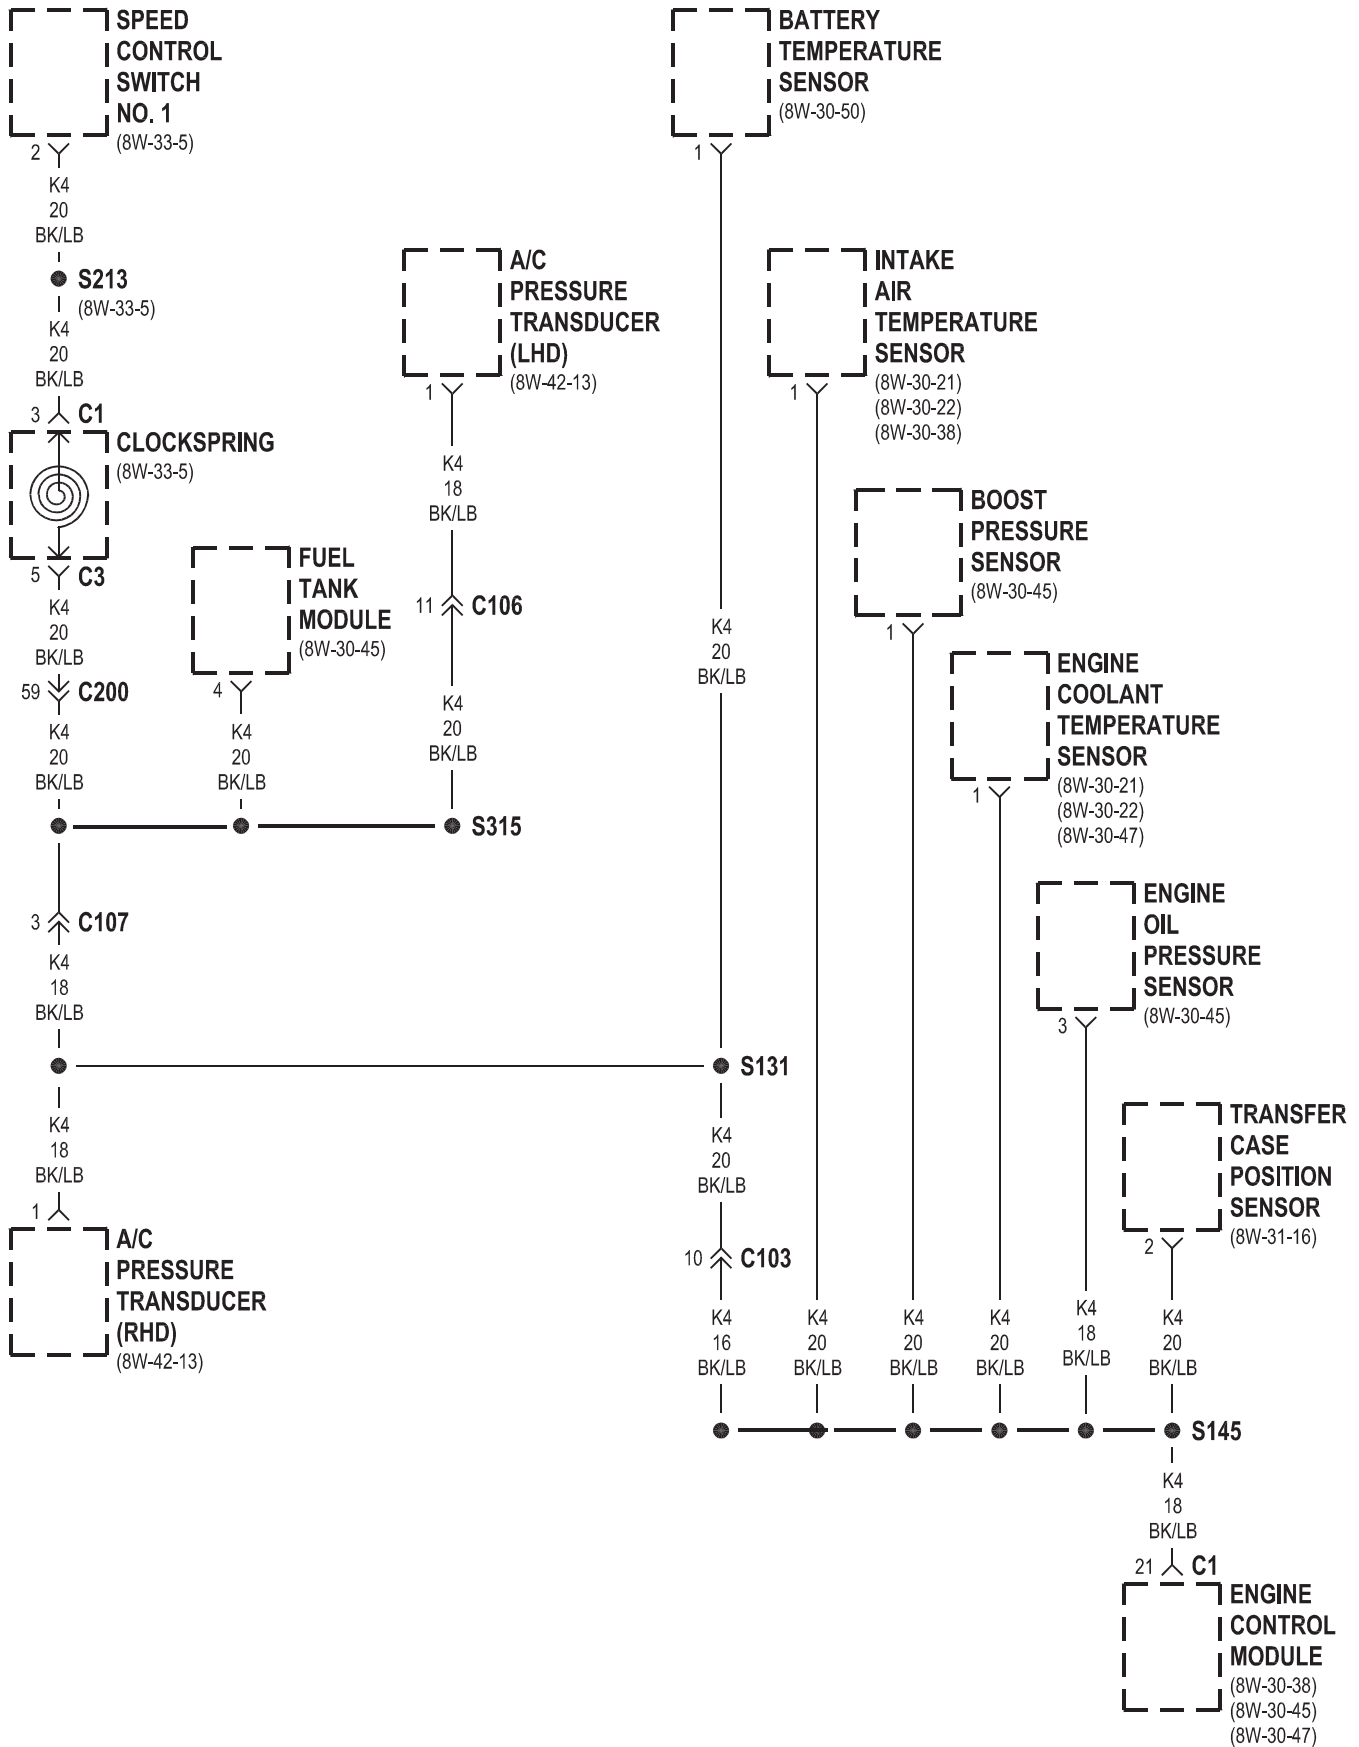 SPEED
CONTROL
SWITCH
NO. 1
(8W-33-5)
2
K4
20
BK/LB
S213
(8W-33-5)
K4
20
BK/LB
3
C1
CLOCKSPRING
(8W-33-5)
5
C3
K4
20
BK/LB
59
C200
K4
20
BK/LB
FUEL
TANK
MODULE
(8W-30-45)
4
K4
20
BK/LB
A/C
PRESSURE
TRANSDUCER
(LHD)
(8W-42-13)
1
K4
18
BK/LB
11
C106
K4
20
BK/LB
S315
3
C107
K4
18
BK/LB
K4
18
BK/LB
1
A/C
PRESSURE
TRANSDUCER
(RHD)
(8W-42-13)
BATTERY
TEMPERATURE
SENSOR
(8W-30-50)
1
K4
20
BK/LB
S131
K4
20
BK/LB
10
C103
K4
16
BK/LB
INTAKE
AIR
TEMPERATURE
SENSOR
(8W-30-21)
(8W-30-22)
(8W-30-38)
1
K4
20
BK/LB
BOOST
PRESSURE
SENSOR
(8W-30-45)
1
K4
20
BK/LB
ENGINE
COOLANT
TEMPERATURE
SENSOR
(8W-30-21)
(8W-30-22)
(8W-30-47)
1
K4
20
BK/LB
ENGINE
OIL
PRESSURE
SENSOR
(8W-30-45)
3
K4
18
BK/LB
TRANSFER
CASE
POSITION
SENSOR
(8W-31-16)
2
K4
20
BK/LB
S145
K4
18
BK/LB
21
C1
ENGINE
CONTROL
MODULE
(8W-30-38)
(8W-30-45)
(8W-30-47)